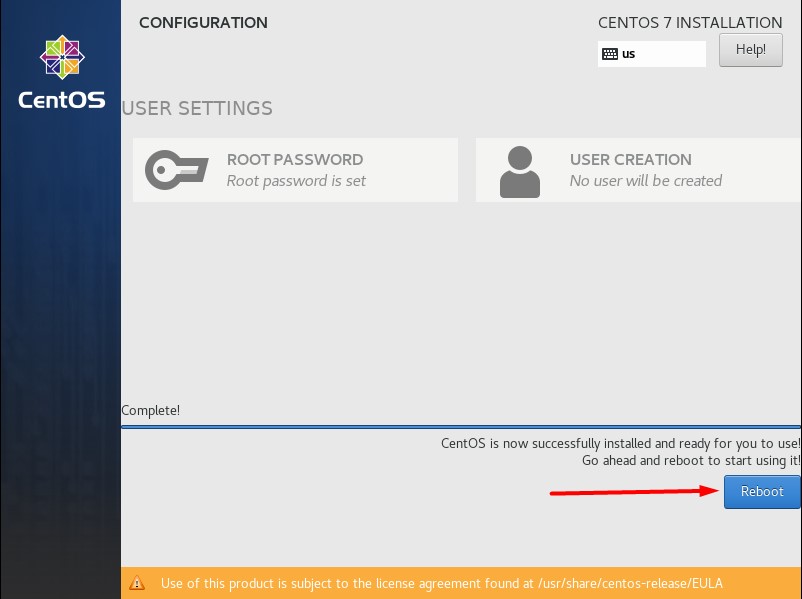 CONFIGURATION
CENTOS 7 INSTALLATION
us
Help!
CentOS
USER SETTINGS
ROOT PASSWORD
Root password is set
USER CREATION
No user will be created
Complete!
CentOS is now successfully installed and ready for you to use!
Go ahead and reboot to start using it!
Reboot
Use of this product is subject to the license agreement found at /usr/share/centos-release/EULA